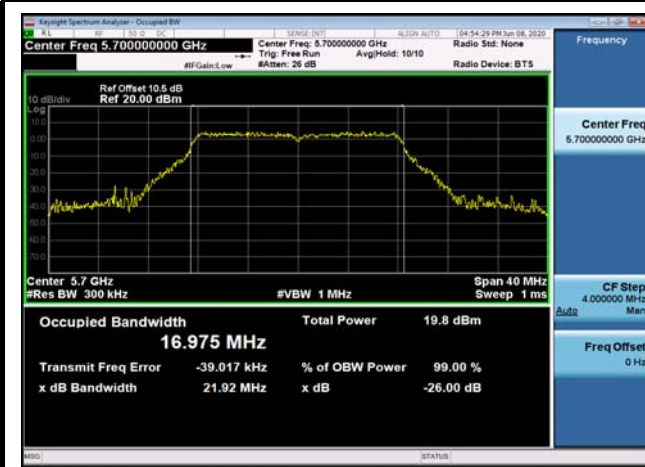 Keysight Spectrum Analyzer - Occupied BW
RL RF 50 Ω DC SENSE:INT ALIGN AUTO 04:54:29 PM Jun 08, 2020
Center Freq 5.700000000 GHz
Center Freq: 5.700000000 GHz
Radio Std: None
Trig: Free Run Avg|Hold: 10/10
#IFGain:Low #Atten: 26 dB Radio Device: BTS
Frequency
Ref Offset 10.5 dB
10 dB/div Ref 20.00 dBm
Log
10.0
0.00
10.0
20.0
30.0
40.0
50.0
60.0
70.0
Center Freq
5.700000000 GHz
Center 5.7 GHz Span 40 MHz
#Res BW 300 kHz #VBW 1 MHz Sweep 1 ms
CF Step
4.000000 MHz
Auto Man
Occupied Bandwidth Total Power 19.8 dBm
16.975 MHz
Transmit Freq Error -39.017 kHz % of OBW Power 99.00 %
x dB Bandwidth 21.92 MHz x dB -26.00 dB
Freq Offset
0 Hz
MSG STATUS